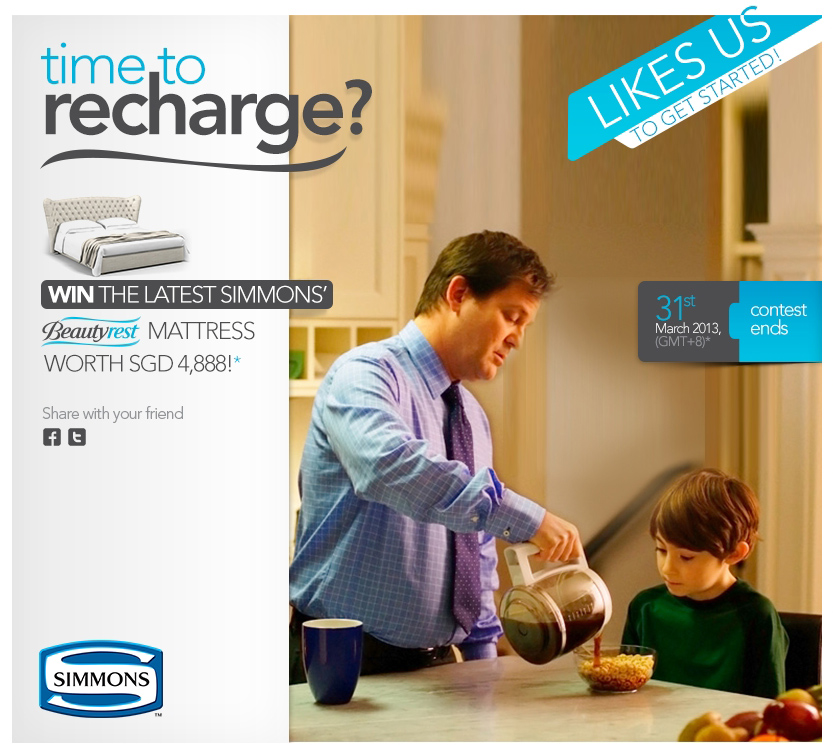 time to
recharge?
LIKES US
TO GET STARTED!
WIN THE LATEST SIMMONS'
Beautyrest MATTRESS
WORTH SGD 4,888!*
31st
March 2013,
(GMT+8)*
contest
ends
Share with your friend
SIMMONS
TM